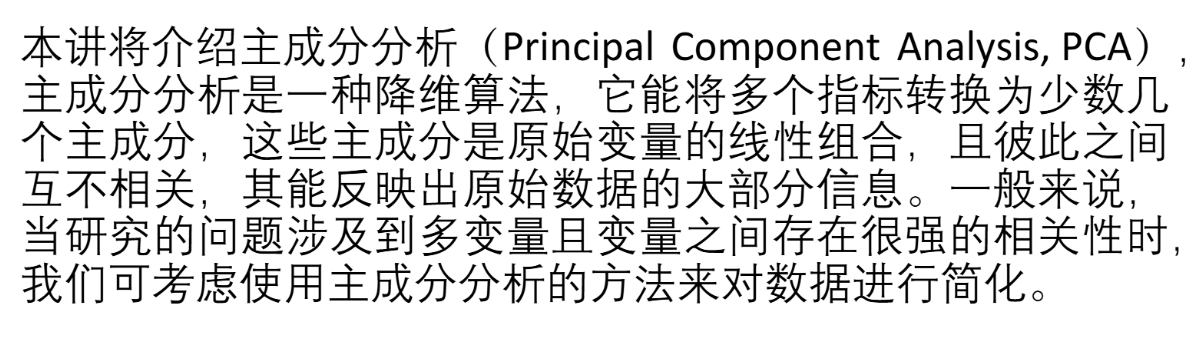 本讲将介绍主成分分析（Principal Component Analysis, PCA），
主成分分析是一种降维算法，它能将多个指标转换为少数几
个主成分，这些主成分是原始变量的线性组合，且彼此之间
互不相关，其能反映出原始数据的大部分信息。一般来说，
当研究的问题涉及到多变量且变量之间存在很强的相关性时，
我们可考虑使用主成分分析的方法来对数据进行简化。